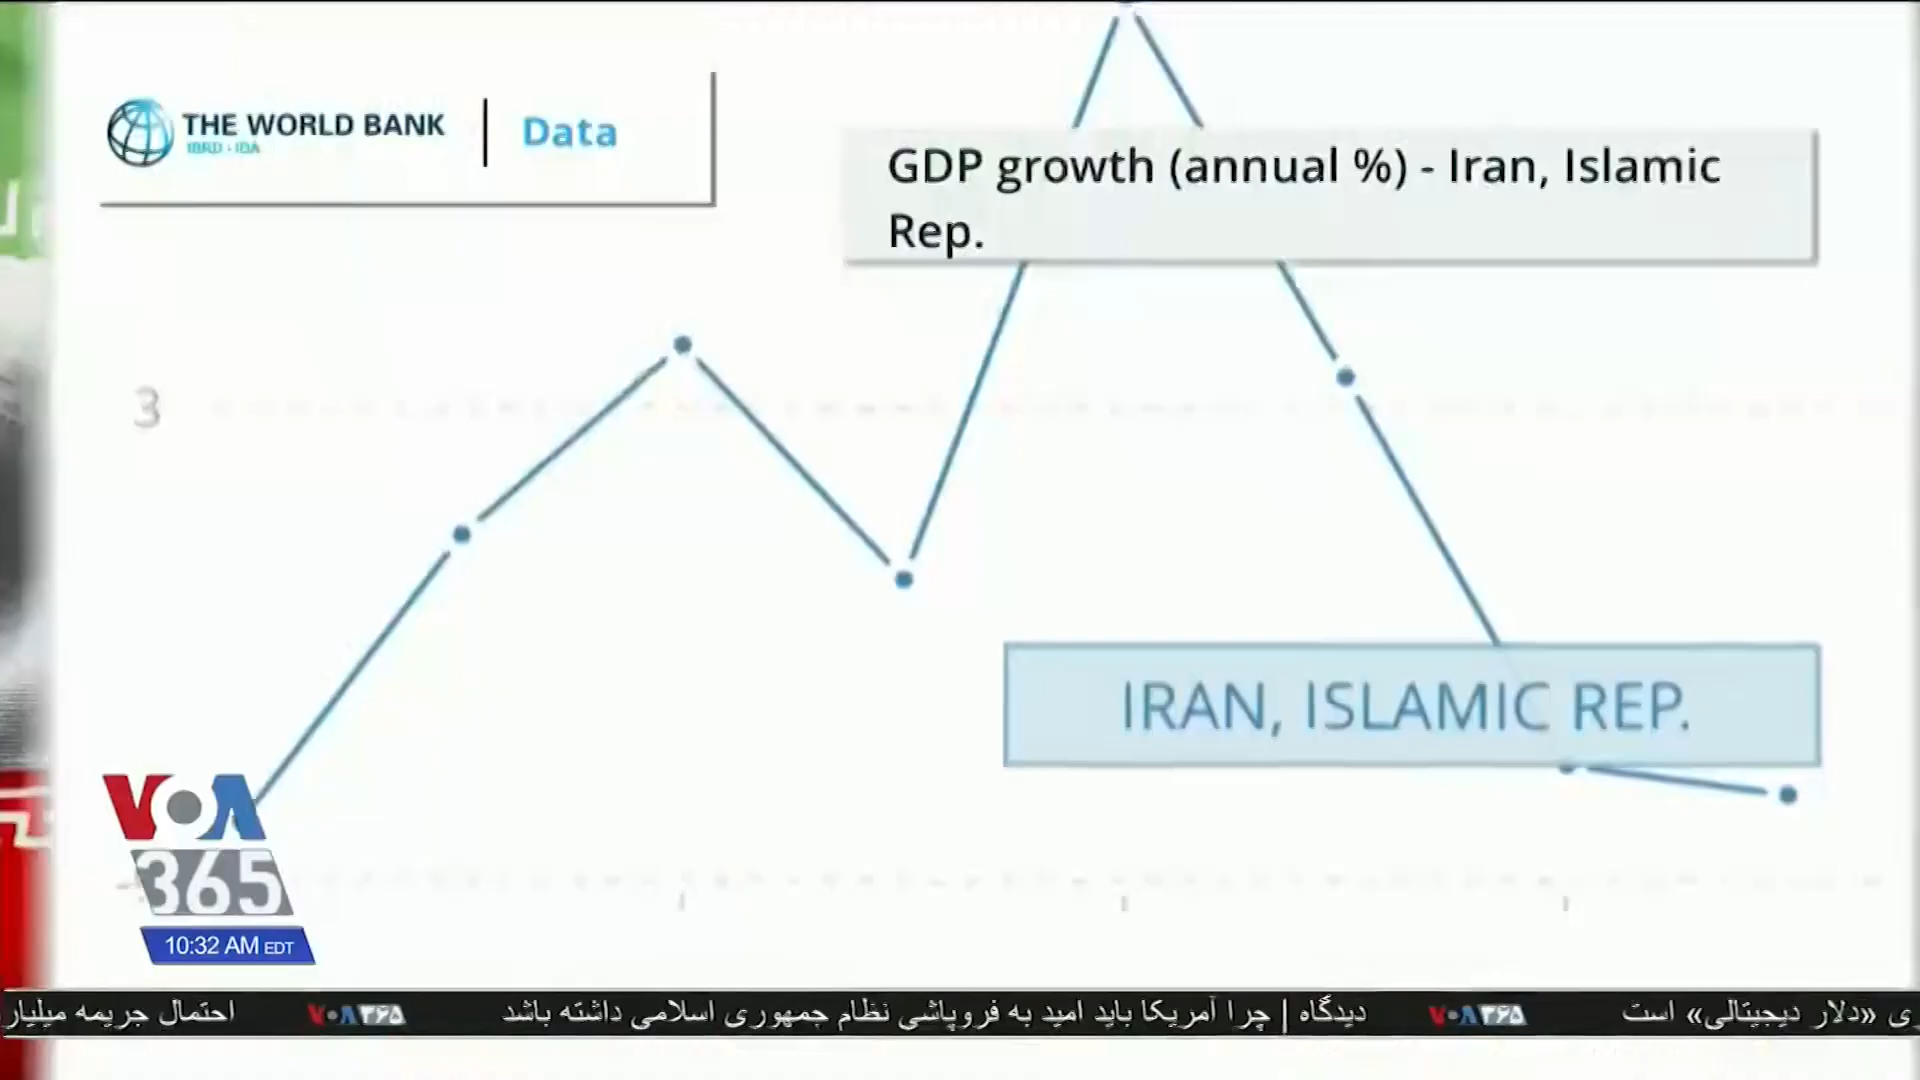 THE WORLD BANK
IBRD · IDA
Data
GDP growth (annual %) - Iran, Islamic
Rep.
3
IRAN, ISLAMIC REP.
VOA
365
10:32 AM EDT
ی «دلار دیجیتالی» است VOA۳۶۵ دیدگاه | چرا آمریکا باید امید به فروپاشی نظام جمهوری اسلامی داشته باشد VOA۳۶۵ احتمال جریمه میلیار